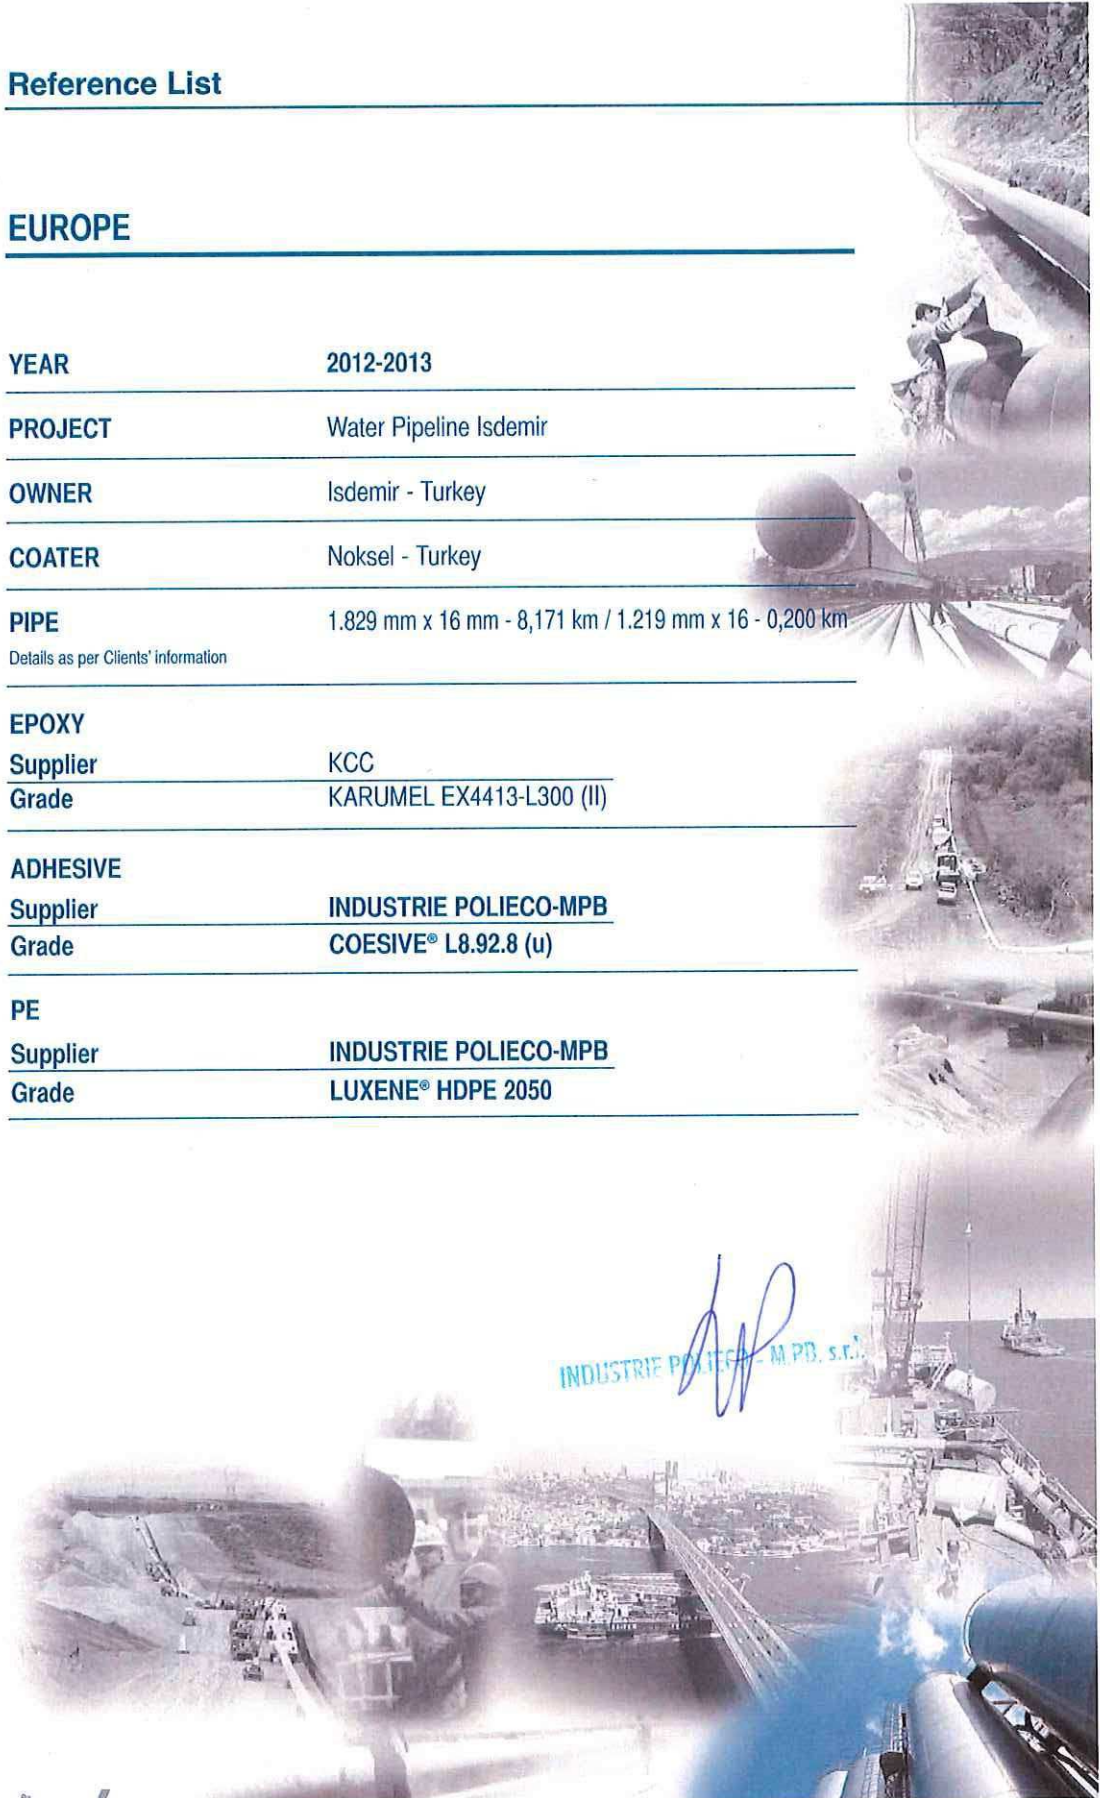 Reference List
EUROPE
YEAR 2012-2013
PROJECT Water Pipeline Isdemir
OWNER Isdemir - Turkey
COATER Noksel - Turkey
PIPE 1.829 mm x 16 mm - 8,171 km / 1.219 mm x 16 - 0,200 km
Details as per Clients' information
EPOXY
Supplier KCC
Grade KARUMEL EX4413-L300 (II)
ADHESIVE
Supplier INDUSTRIE POLIECO-MPB
Grade COESIVE® L8.92.8 (u)
PE
Supplier INDUSTRIE POLIECO-MPB
Grade LUXENE® HDPE 2050
INDUSTRIE POLIECO - M.P.B. s.r.l.